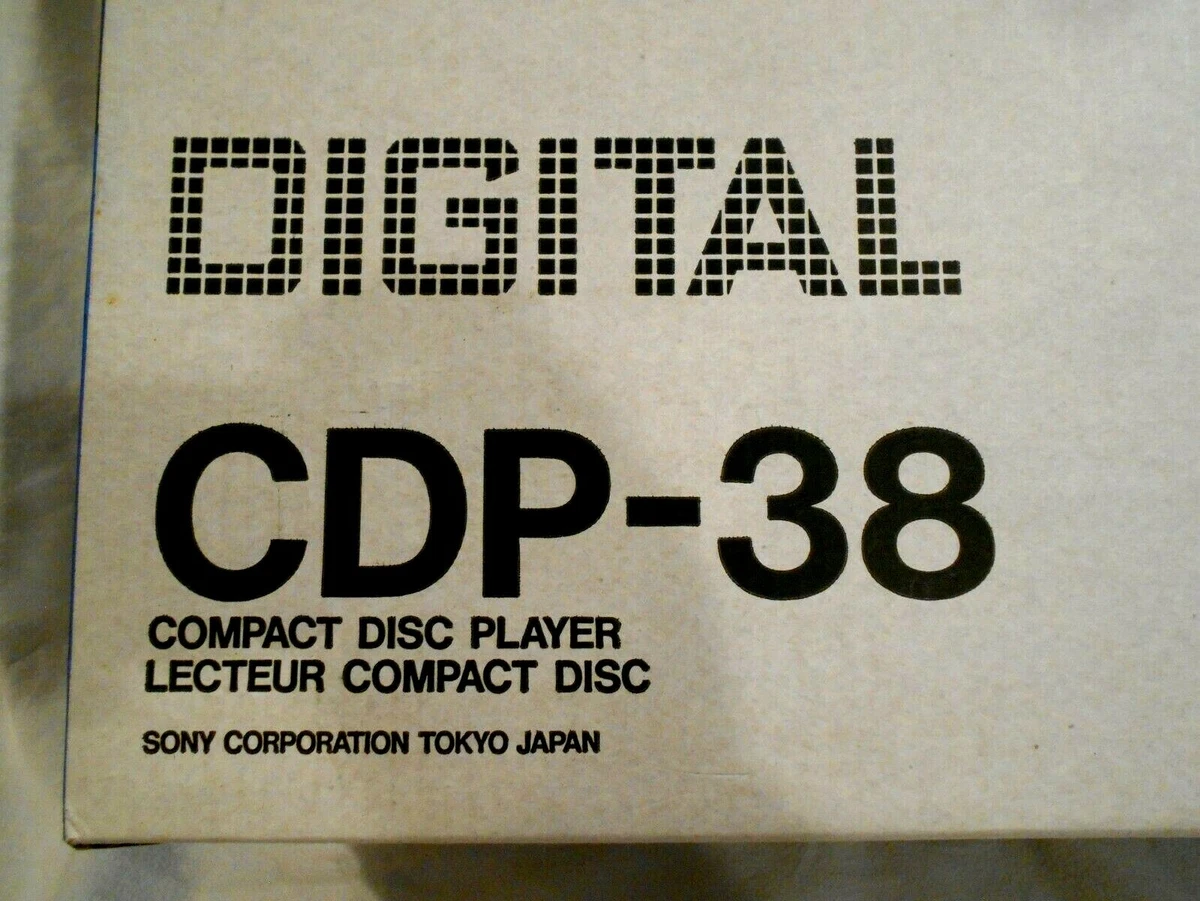 DIGITAL
CDP-38
COMPACT DISC PLAYER
LECTEUR COMPACT DISC
SONY CORPORATION TOKYO JAPAN